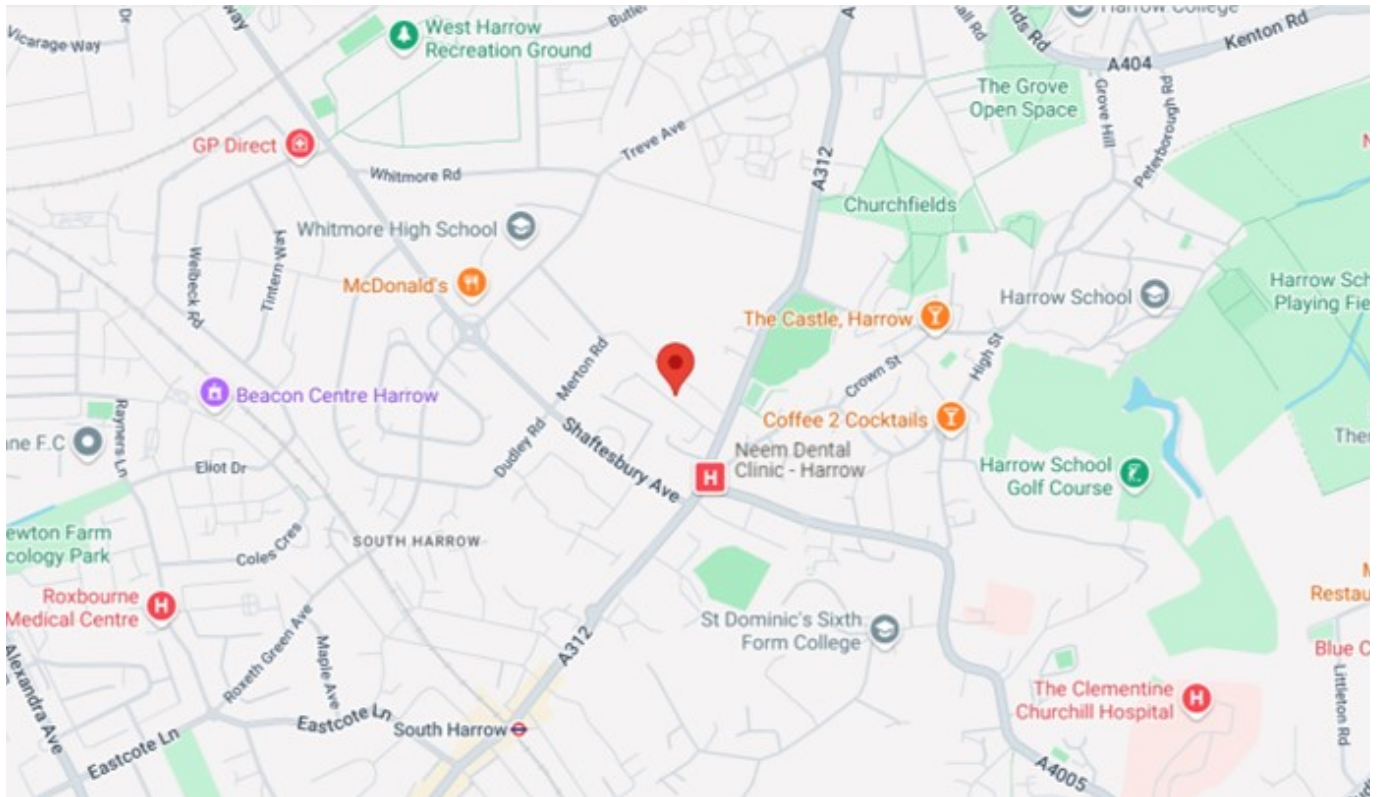 Vicarage Way
Dr
way
West Harrow
Recreation Ground
Butler
A
Harrow College
Kenton Rd
A404
The Grove
Open Space
Grove Hill
Peterborough Rd
GP Direct
Treve Ave
A312
Whitmore Rd
Churchfields
Whitmore High School
Welbeck Rd
Tintern Way
McDonald's
Harrow School
Harrow Sch
Playing Fie
The Castle, Harrow
Merton Rd
High St
Crown St
Beacon Centre Harrow
Coffee 2 Cocktails
Rayners Ln
ne F.C
Dudley Rd
Shaftesbury Ave
Neem Dental
Clinic - Harrow
H
Ther
Eliot Dr
Harrow School
Golf Course
ewton Farm
cology Park
Coles Cres
SOUTH HARROW
Roxbourne
Medical Centre
H
St Dominic's Sixth
Form College
M
Restau
A312
Roxeth Green Ave
Maple Ave
Alexandra Ave
Blue C
Littleton Rd
The Clementine
Churchill Hospital
H
Eastcote Ln
Eastcote Ln
South Harrow
A4005